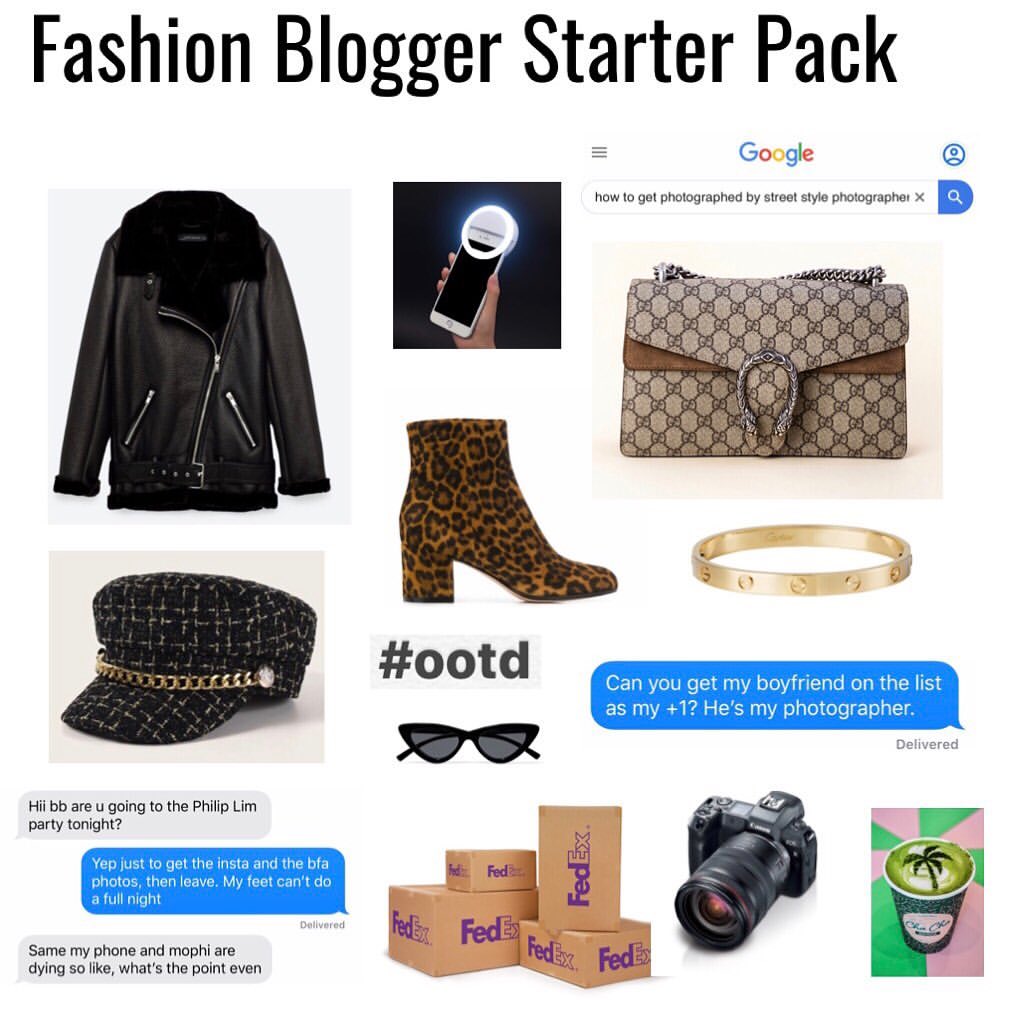 Fashion Blogger Starter Pack
Google
how to get photographed by street style photographer
#ootd
Can you get my boyfriend on the list
as my +1? He's my photographer.
Delivered
Hii bb are u going to the Philip Lim
party tonight?
Yep just to get the insta and the bfa
photos, then leave. My feet can't do
a full night
Delivered
Same my phone and mophi are
dying so like, what's the point even
FedEx.
FedEx.
FedEx.
FedEx.
FedEx
FedEx.
FedEx
Canon
Cartier
Cha Cha